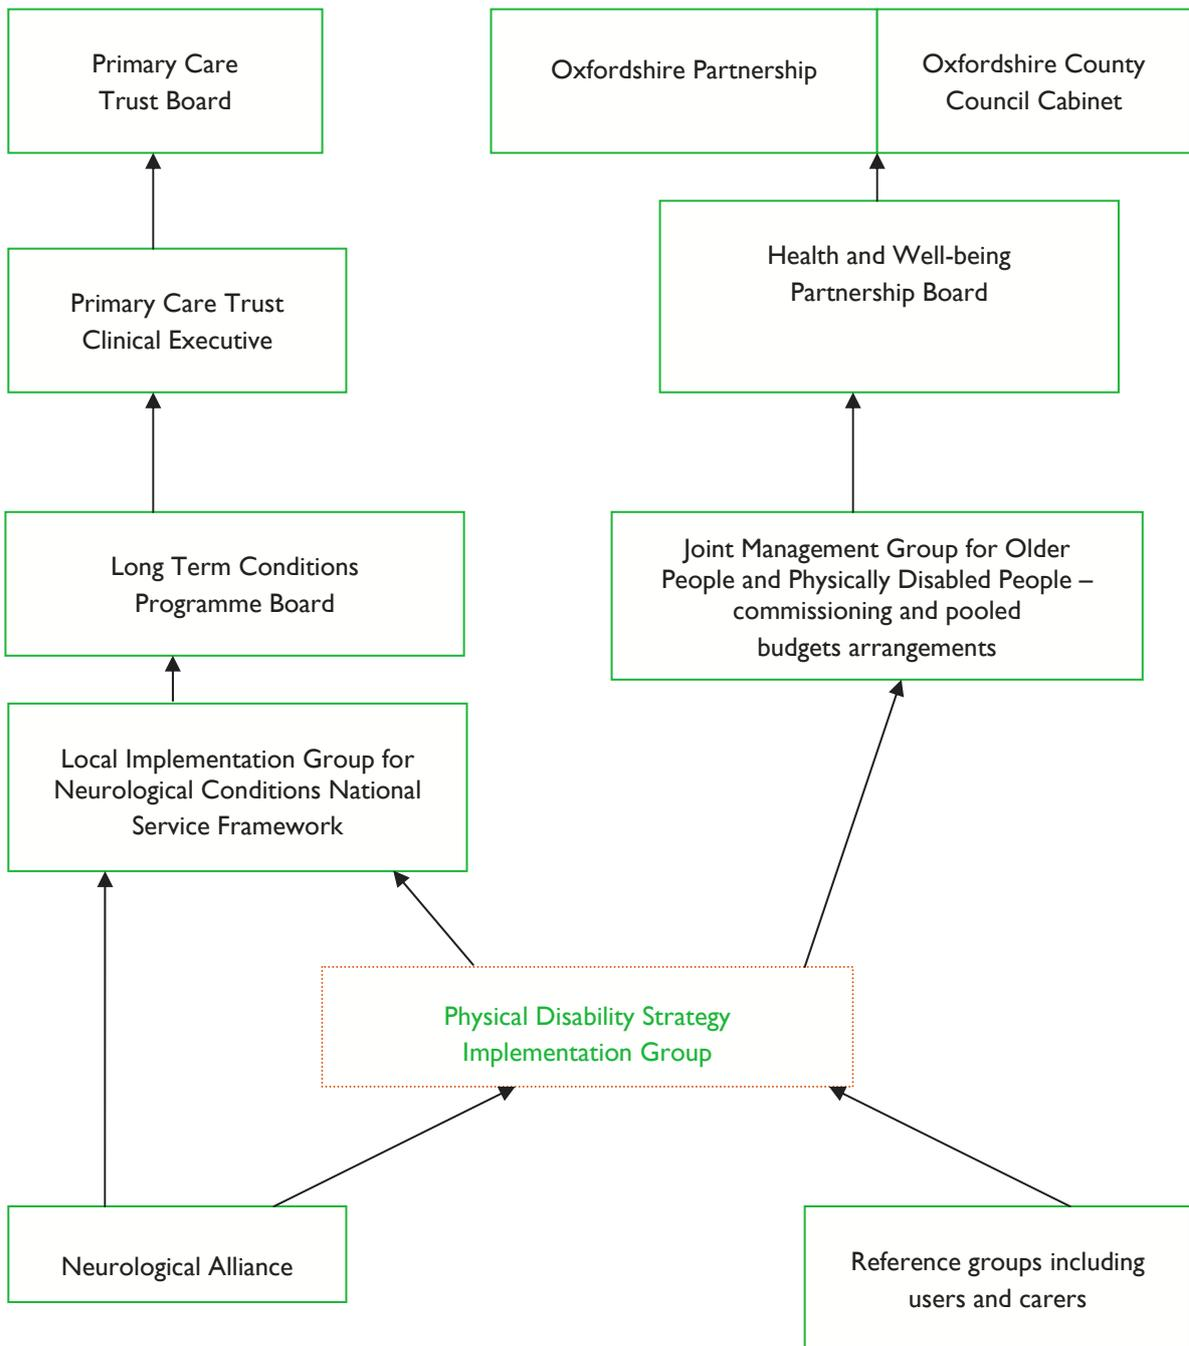 Primary Care
Trust Board
Oxfordshire Partnership
Oxfordshire County
Council Cabinet
Primary Care Trust
Clinical Executive
Health and Well-being
Partnership Board
Long Term Conditions
Programme Board
Joint Management Group for Older
People and Physically Disabled People –
commissioning and pooled
budgets arrangements
Local Implementation Group for
Neurological Conditions National
Service Framework
Physical Disability Strategy
Implementation Group
Neurological Alliance
Reference groups including
users and carers